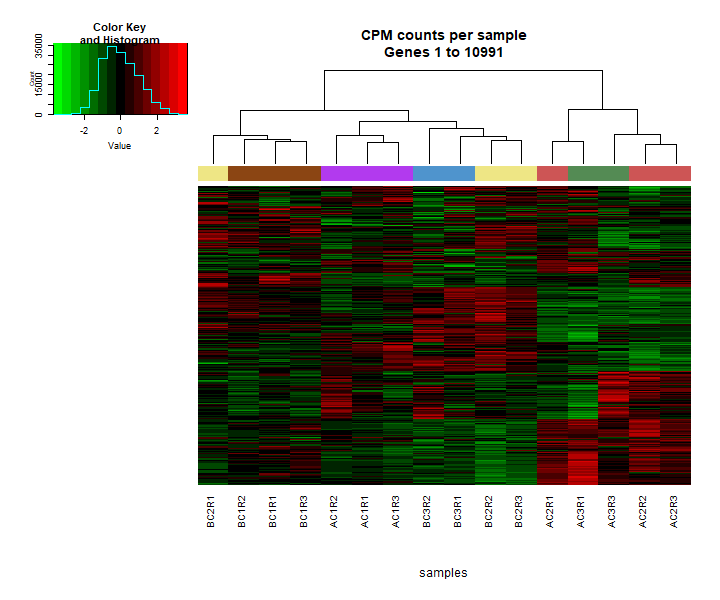 Color Key
and Histogram
Count
0
15000
35000
-2
0
2
Value
CPM counts per sample
Genes 1 to 10991
BC2R1
BC1R2
BC1R1
BC1R3
AC1R2
AC1R1
AC1R3
BC3R2
BC3R1
BC2R2
BC2R3
AC2R1
AC3R1
AC3R3
AC2R2
AC2R3
samples